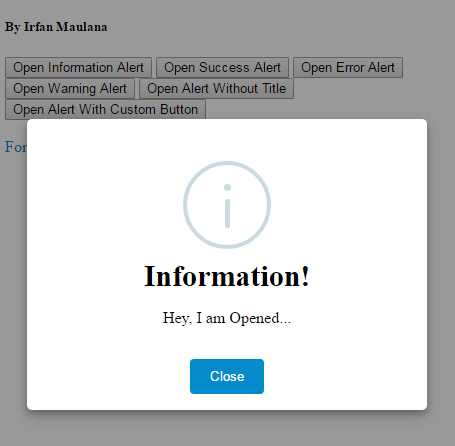 By Irfan Maulana
Open Information Alert Open Success Alert Open Error Alert
Open Warning Alert Open Alert Without Title
Open Alert With Custom Button
Information!
Hey, I am Opened...
Close